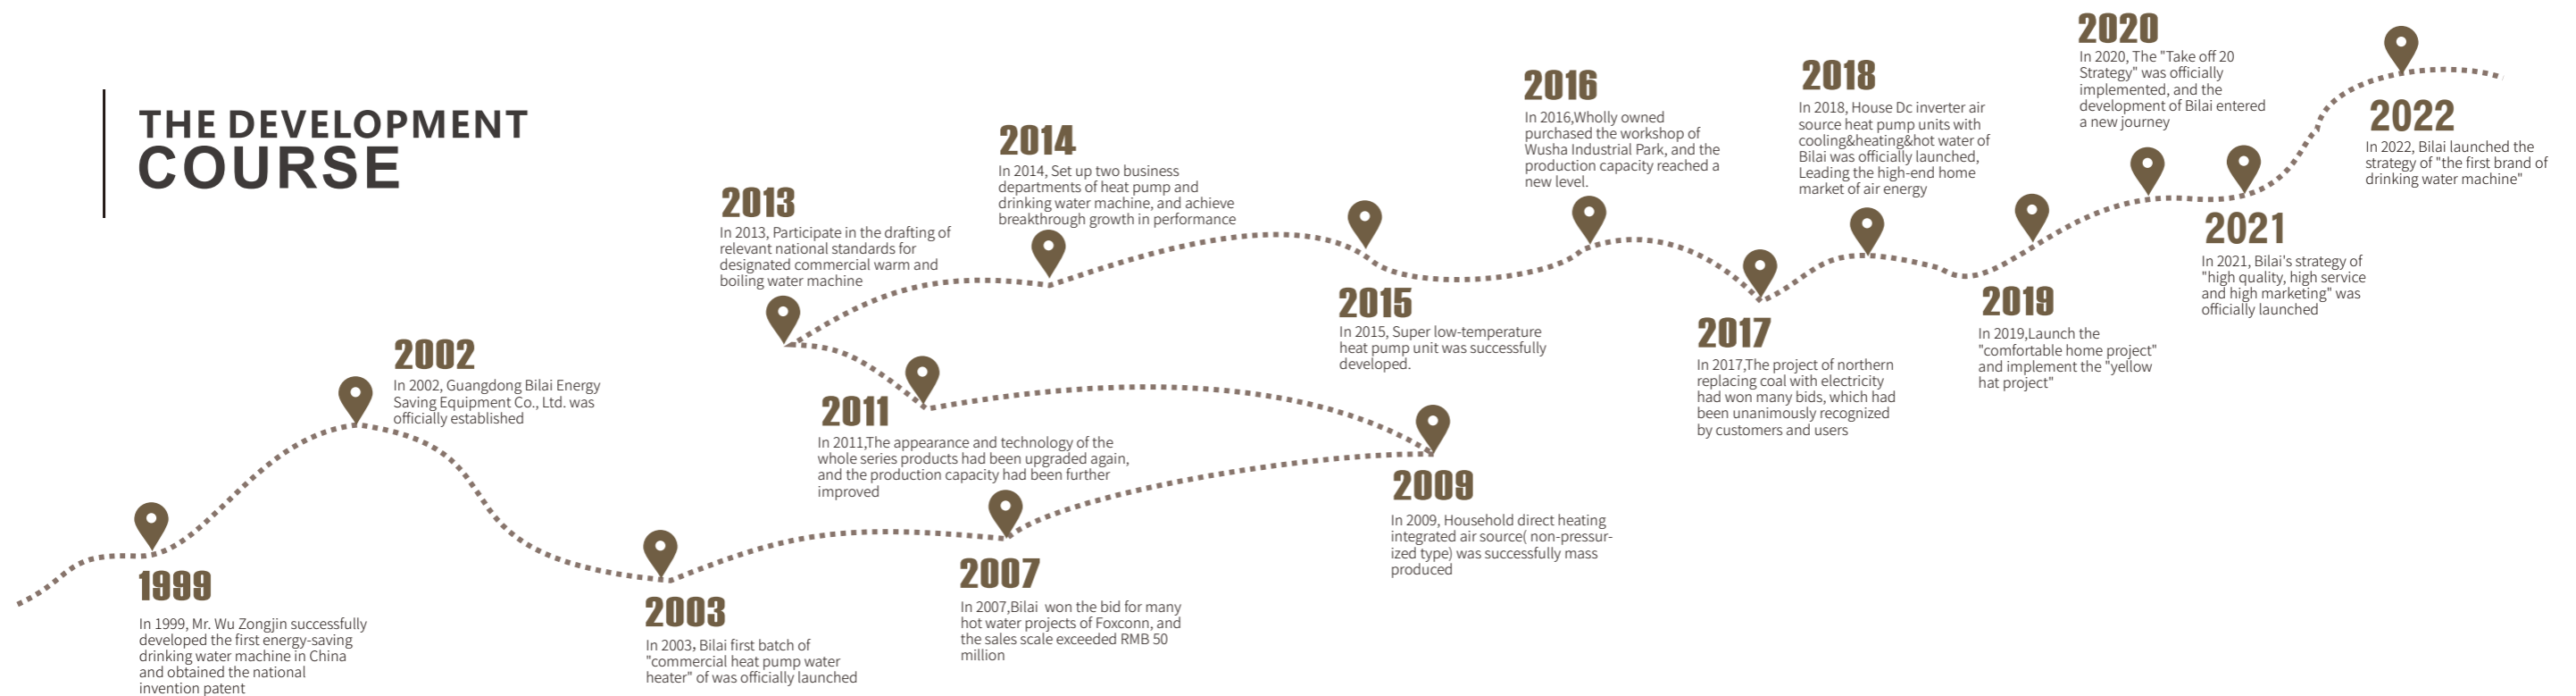 THE DEVELOPMENT
COURSE
1999
In 1999, Mr. Wu Zongjin successfully
developed the first energy-saving
drinking water machine in China
and obtained the national
invention patent
2002
In 2002, Guangdong Bilai Energy
Saving Equipment Co., Ltd. was
officially established
2003
In 2003, Bilai first batch of
"commercial heat pump water
heater" of was officially launched
2007
In 2007,Bilai won the bid for many
hot water projects of Foxconn, and
the sales scale exceeded RMB 50
million
2009
In 2009, Household direct heating
integrated air source( non-pressur-
ized type) was successfully mass
produced
2011
In 2011,The appearance and technology of the
whole series products had been upgraded again,
and the production capacity had been further
improved
2013
In 2013, Participate in the drafting of
relevant national standards for
designated commercial warm and
boiling water machine
2014
In 2014, Set up two business
departments of heat pump and
drinking water machine, and achieve
breakthrough growth in performance
2015
In 2015, Super low-temperature
heat pump unit was successfully
developed.
2016
In 2016,Wholly owned
purchased the workshop of
Wusha Industrial Park, and the
production capacity reached a
new level.
2017
In 2017,The project of northern
replacing coal with electricity
had won many bids, which had
been unanimously recognized
by customers and users
2018
In 2018, House Dc inverter air
source heat pump units with
cooling&heating&hot water of
Bilai was officially launched,
Leading the high-end home
market of air energy
2019
In 2019,Launch the
"comfortable home project"
and implement the "yellow
hat project"
2020
In 2020, The "Take off 20
Strategy" was officially
implemented, and the
development of Bilai entered
a new journey
2021
In 2021, Bilai's strategy of
"high quality, high service
and high marketing" was
officially launched
2022
In 2022, Bilai launched the
strategy of "the first brand of
drinking water machine"